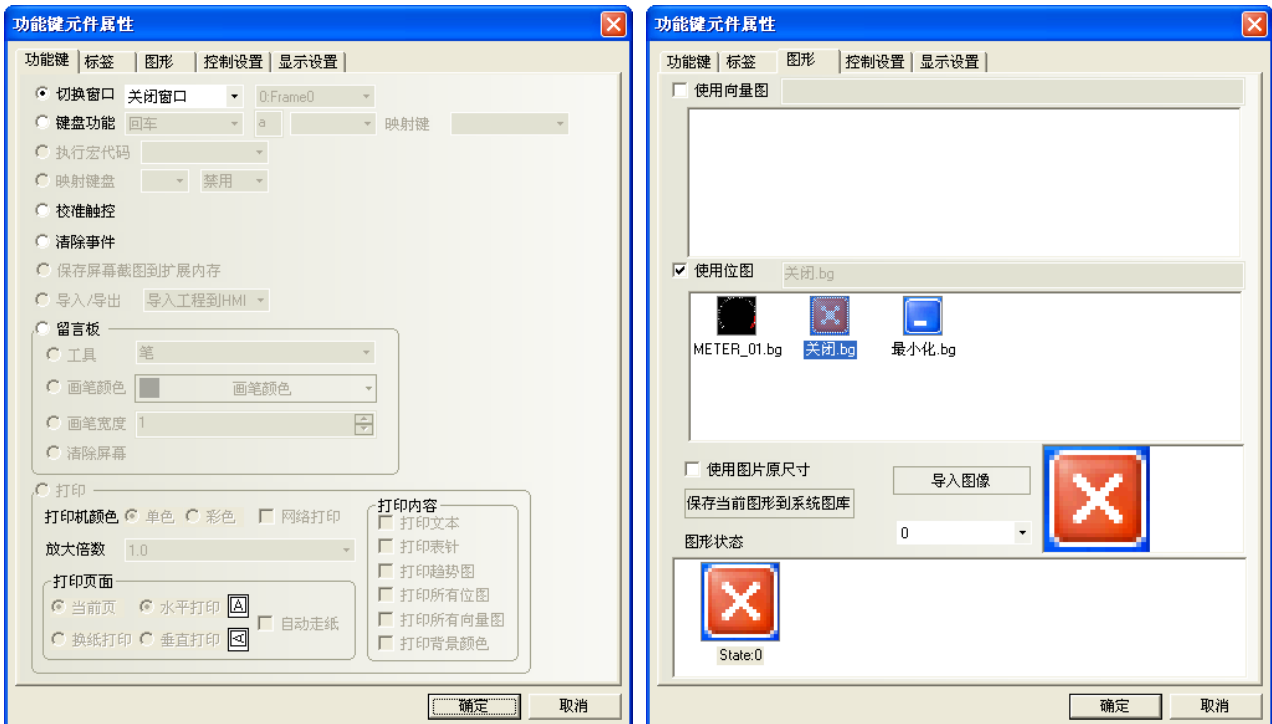 功能键元件属性
功能键 标签 图形 控制设置 显示设置
切换窗口 关闭窗口 0:Frame0
键盘功能 回车 a 映射键
执行宏代码
映射键盘 禁用
校准触控
清除事件
保存屏幕截图到扩展内存
导入/导出 导入工程到HMI
留言板
工具 笔
画笔颜色 画笔颜色
画笔宽度 1
清除屏幕
打印
打印机颜色 单色 彩色 网络打印
放大倍数 1.0
打印页面
当前页 水平打印 A
换纸打印 垂直打印 A
自动走纸
打印内容
打印文本
打印表针
打印趋势图
打印所有位图
打印所有向量图
打印背景颜色
确定 取消
功能键元件属性
功能键 标签 图形 控制设置 显示设置
使用向量图
使用位图 关闭.bg
METER_01.bg 关闭.bg 最小化.bg
使用图片原尺寸 导入图像
保存当前图形到系统图库
0
图形状态
State:0
确定 取消